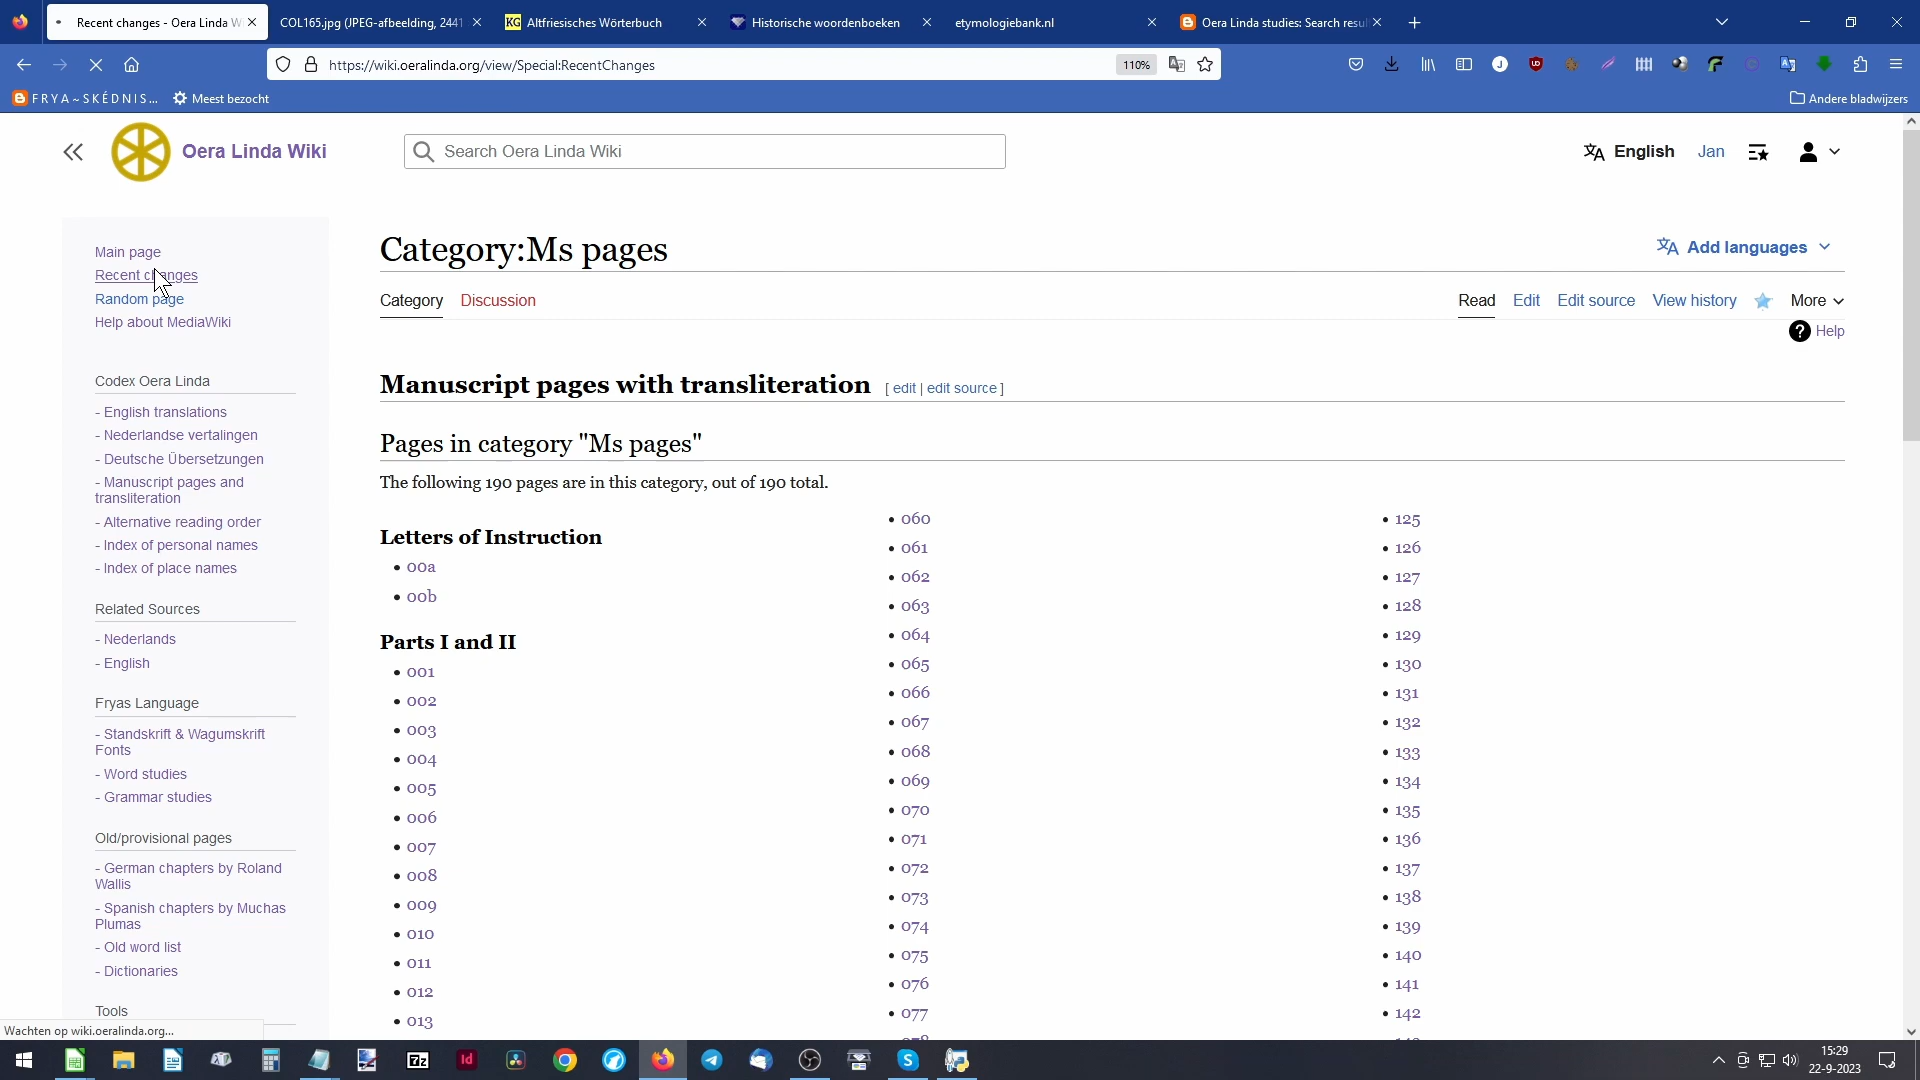 Recent changes - Oera Linda W
COL165.jpg (JPEG-afbeelding, 2441
KG Altfriesisches Wörterbuch
Historische woordenboeken
etymologiebank.nl
Oera Linda studies: Search resul
https://wiki.oeralinda.org/view/Special:RecentChanges
110%
F R Y A ~ S K É D N I S ...
Meest bezocht
Andere bladwijzers
Oera Linda Wiki
Search Oera Linda Wiki
English
Jan
Main page
Recent changes
Random page
Help about MediaWiki
Codex Oera Linda
- English translations
- Nederlandse vertalingen
- Deutsche Übersetzungen
- Manuscript pages and
transliteration
- Alternative reading order
- Index of personal names
- Index of place names
Related Sources
- Nederlands
- English
Fryas Language
- Standskrift & Wagumskrift
Fonts
- Word studies
- Grammar studies
Old/provisional pages
- German chapters by Roland
Wallis
- Spanish chapters by Muchas
Plumas
- Old word list
- Dictionaries
Tools
Category:Ms pages
Add languages
Category Discussion
Read Edit Edit source View history More
Help
Manuscript pages with transliteration [ edit | edit source ]
Pages in category "Ms pages"
The following 190 pages are in this category, out of 190 total.
Letters of Instruction
• 00a
• 00b
Parts I and II
• 001
• 002
• 003
• 004
• 005
• 006
• 007
• 008
• 009
• 010
• 011
• 012
• 013
• 060
• 061
• 062
• 063
• 064
• 065
• 066
• 067
• 068
• 069
• 070
• 071
• 072
• 073
• 074
• 075
• 076
• 077
• 125
• 126
• 127
• 128
• 129
• 130
• 131
• 132
• 133
• 134
• 135
• 136
• 137
• 138
• 139
• 140
• 141
• 142
Wachten op wiki.oeralinda.org...
15:29
22-9-2023